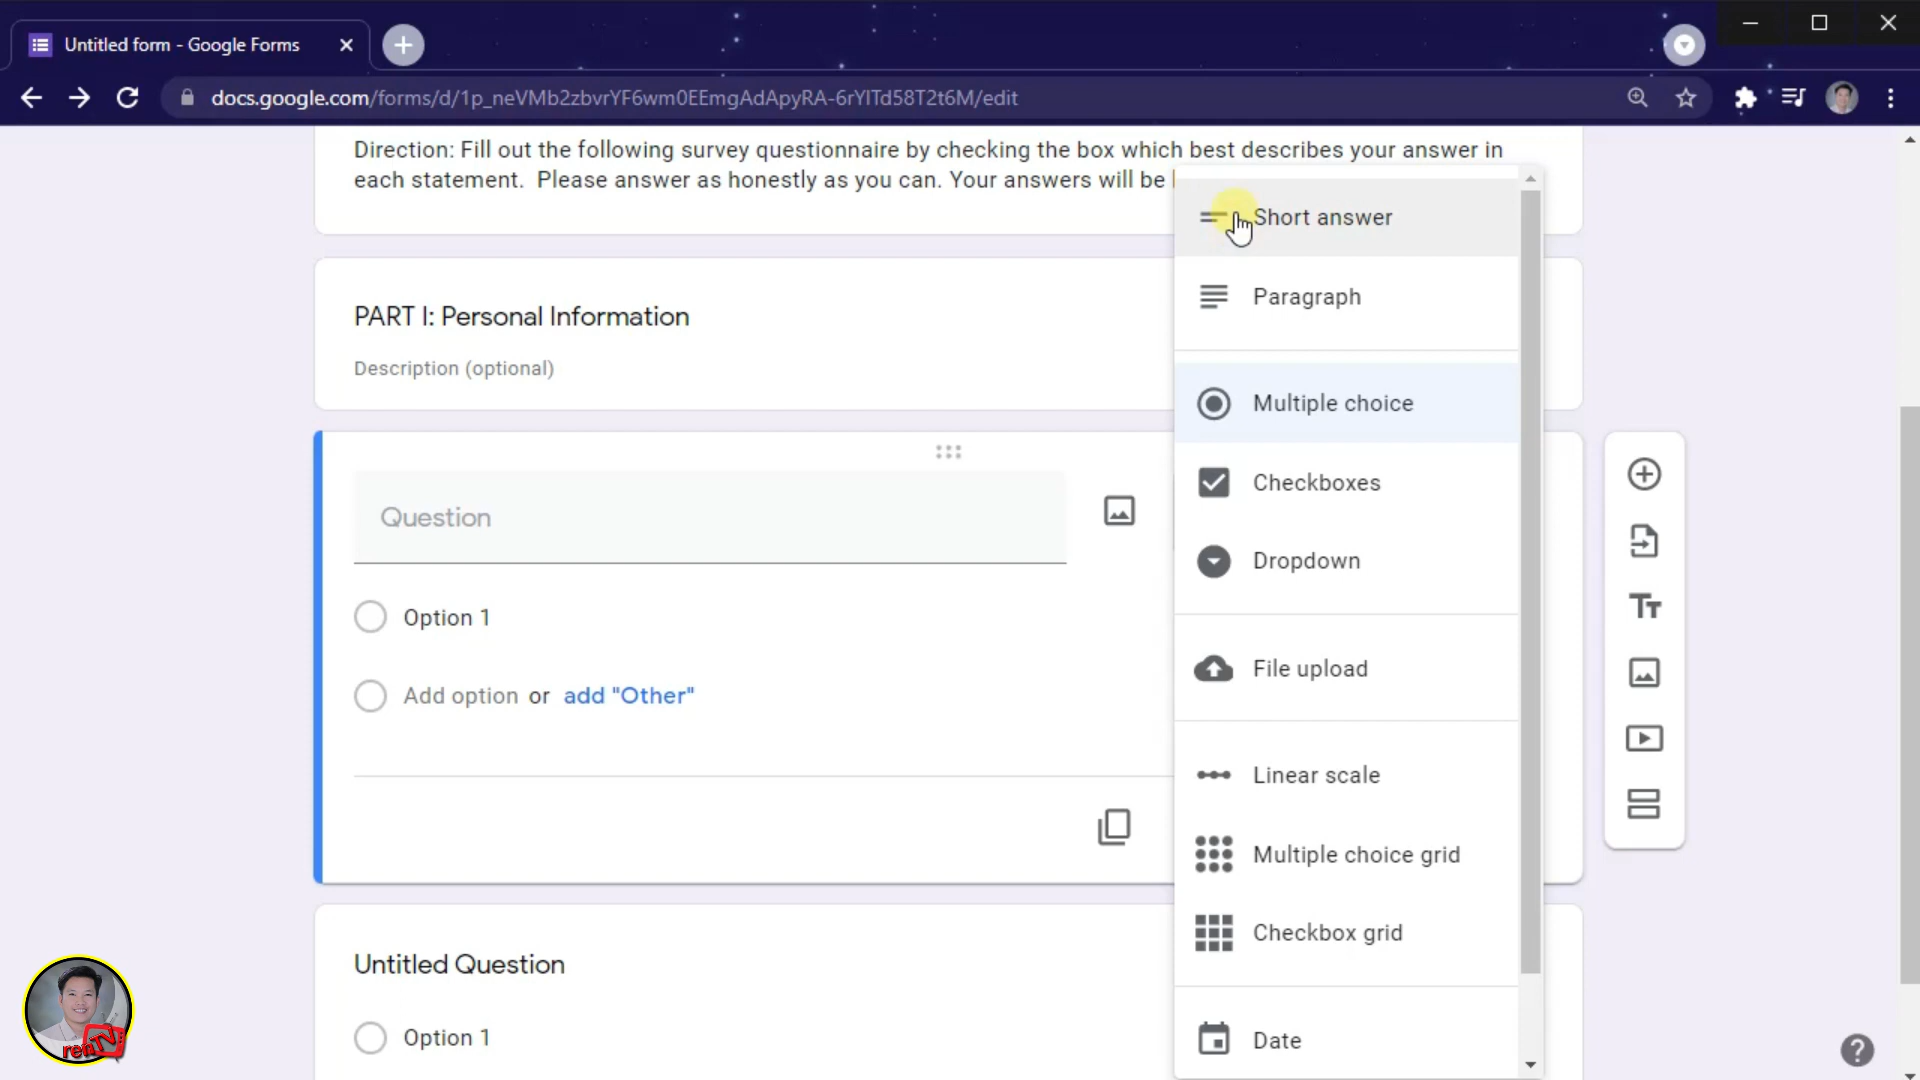 Untitled form - Google Forms
docs.google.com/forms/d/1p_neVMb2zbvrYF6wm0EEmgAdApyRA-6rYlTd58T2t6M/edit
Direction: Fill out the following survey questionnaire by checking the box which best describes your answer in
each statement. Please answer as honestly as you can. Your answers will be
PART I: Personal Information
Description (optional)
Question
Option 1
Add option or add "Other"
Untitled Question
Option 1
Short answer
Paragraph
Multiple choice
Checkboxes
Dropdown
File upload
Linear scale
Multiple choice grid
Checkbox grid
Date
renTV